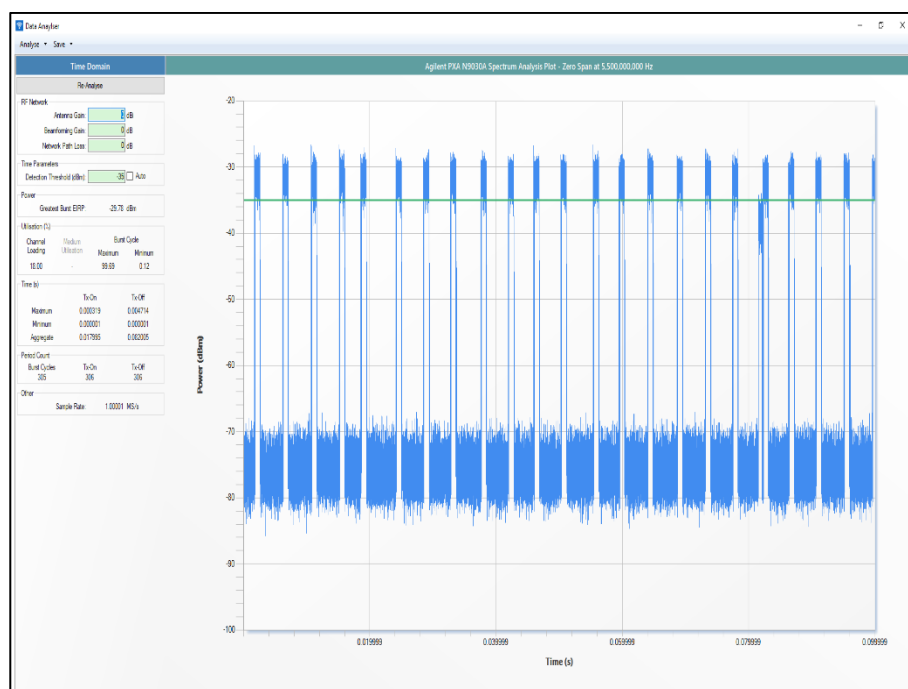 Data Anaylser
Analyse Save
Time Domain
Agilent PXA N9030A Spectrum Analysis Plot - Zero Span at 5,500,000,000 Hz
Re-Analyse
RF Network
Antenna Gain: dB
Beamforming Gain: 0 dB
Network Path Loss: 0 dB
Time Parameters
Detection Threshold (dBm): -35 Auto
Power
Greatest Burst EIRP: -29.78 dBm
Utilisation (%)
Channel Loading
Medium Utilisation
Burst Cycle
Maximum Minimum
18.00 - 99.69 0.12
Time (s)
Tx-On Tx-Off
Maximum 0.000319 0.004714
Minimum 0.000001 0.000001
Aggregate 0.017995 0.082005
Period Count
Burst Cycles Tx-On Tx-Off
305 306 306
Other
Sample Rate: 1.00001 MS/s
Power (dBm)
-20
-30
-40
-50
-60
-70
-80
-90
-100
0.019999 0.039999 0.059999 0.079999 0.099999
Time (s)